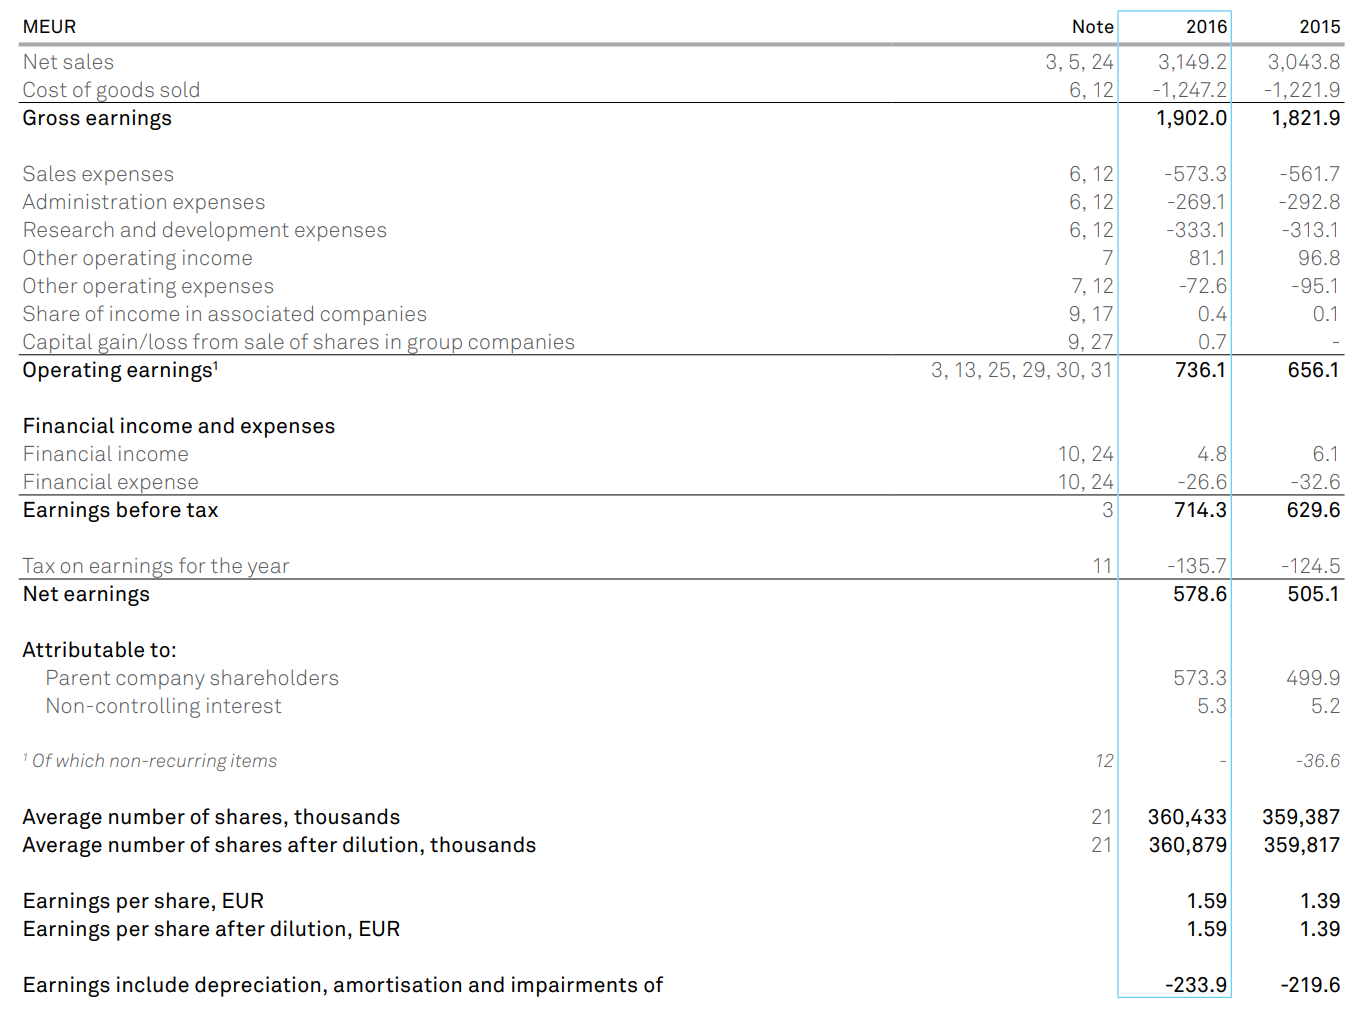 MEUR Note 2016 2015
Net sales 3, 5, 24 3,149.2 3,043.8
Cost of goods sold 6, 12 -1,247.2 -1,221.9
Gross earnings 1,902.0 1,821.9
Sales expenses 6, 12 -573.3 -561.7
Administration expenses 6, 12 -269.1 -292.8
Research and development expenses 6, 12 -333.1 -313.1
Other operating income 7 81.1 96.8
Other operating expenses 7, 12 -72.6 -95.1
Share of income in associated companies 9, 17 0.4 0.1
Capital gain/loss from sale of shares in group companies 9, 27 0.7 -
Operating earnings¹ 3, 13, 25, 29, 30, 31 736.1 656.1
Financial income and expenses
Financial income 10, 24 4.8 6.1
Financial expense 10, 24 -26.6 -32.6
Earnings before tax 3 714.3 629.6
Tax on earnings for the year 11 -135.7 -124.5
Net earnings 578.6 505.1
Attributable to:
Parent company shareholders 573.3 499.9
Non-controlling interest 5.3 5.2
¹ Of which non-recurring items 12 - -36.6
Average number of shares, thousands 21 360,433 359,387
Average number of shares after dilution, thousands 21 360,879 359,817
Earnings per share, EUR 1.59 1.39
Earnings per share after dilution, EUR 1.59 1.39
Earnings include depreciation, amortisation and impairments of -233.9 -219.6